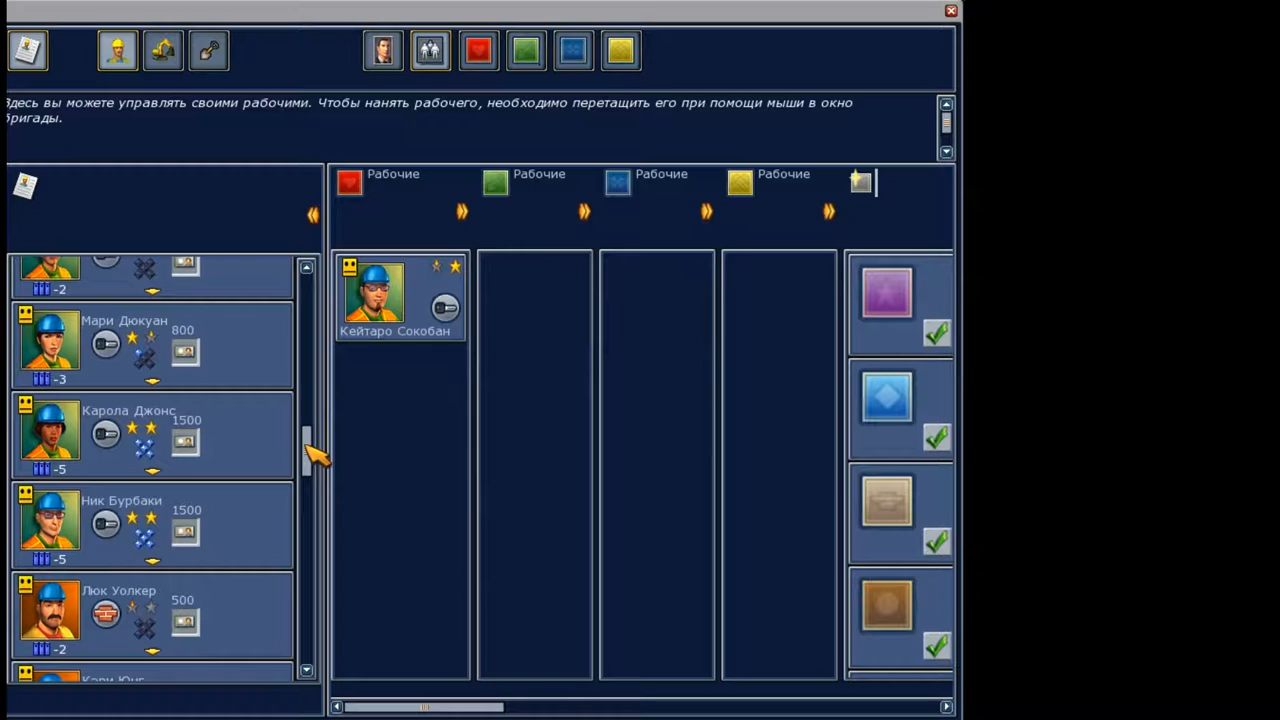 Здесь вы можете управлять своими рабочими. Чтобы нанять рабочего, необходимо перетащить его при помощи мыши в окно
бригады.
Рабочие
Рабочие
Рабочие
Рабочие
-2
Мари Дюкуан
800
-3
Карола Джонс
1500
-5
Ник Бурбаки
1500
-5
Люк Уолкер
500
-2
Кари Юнг
Кейтаро Сокобан